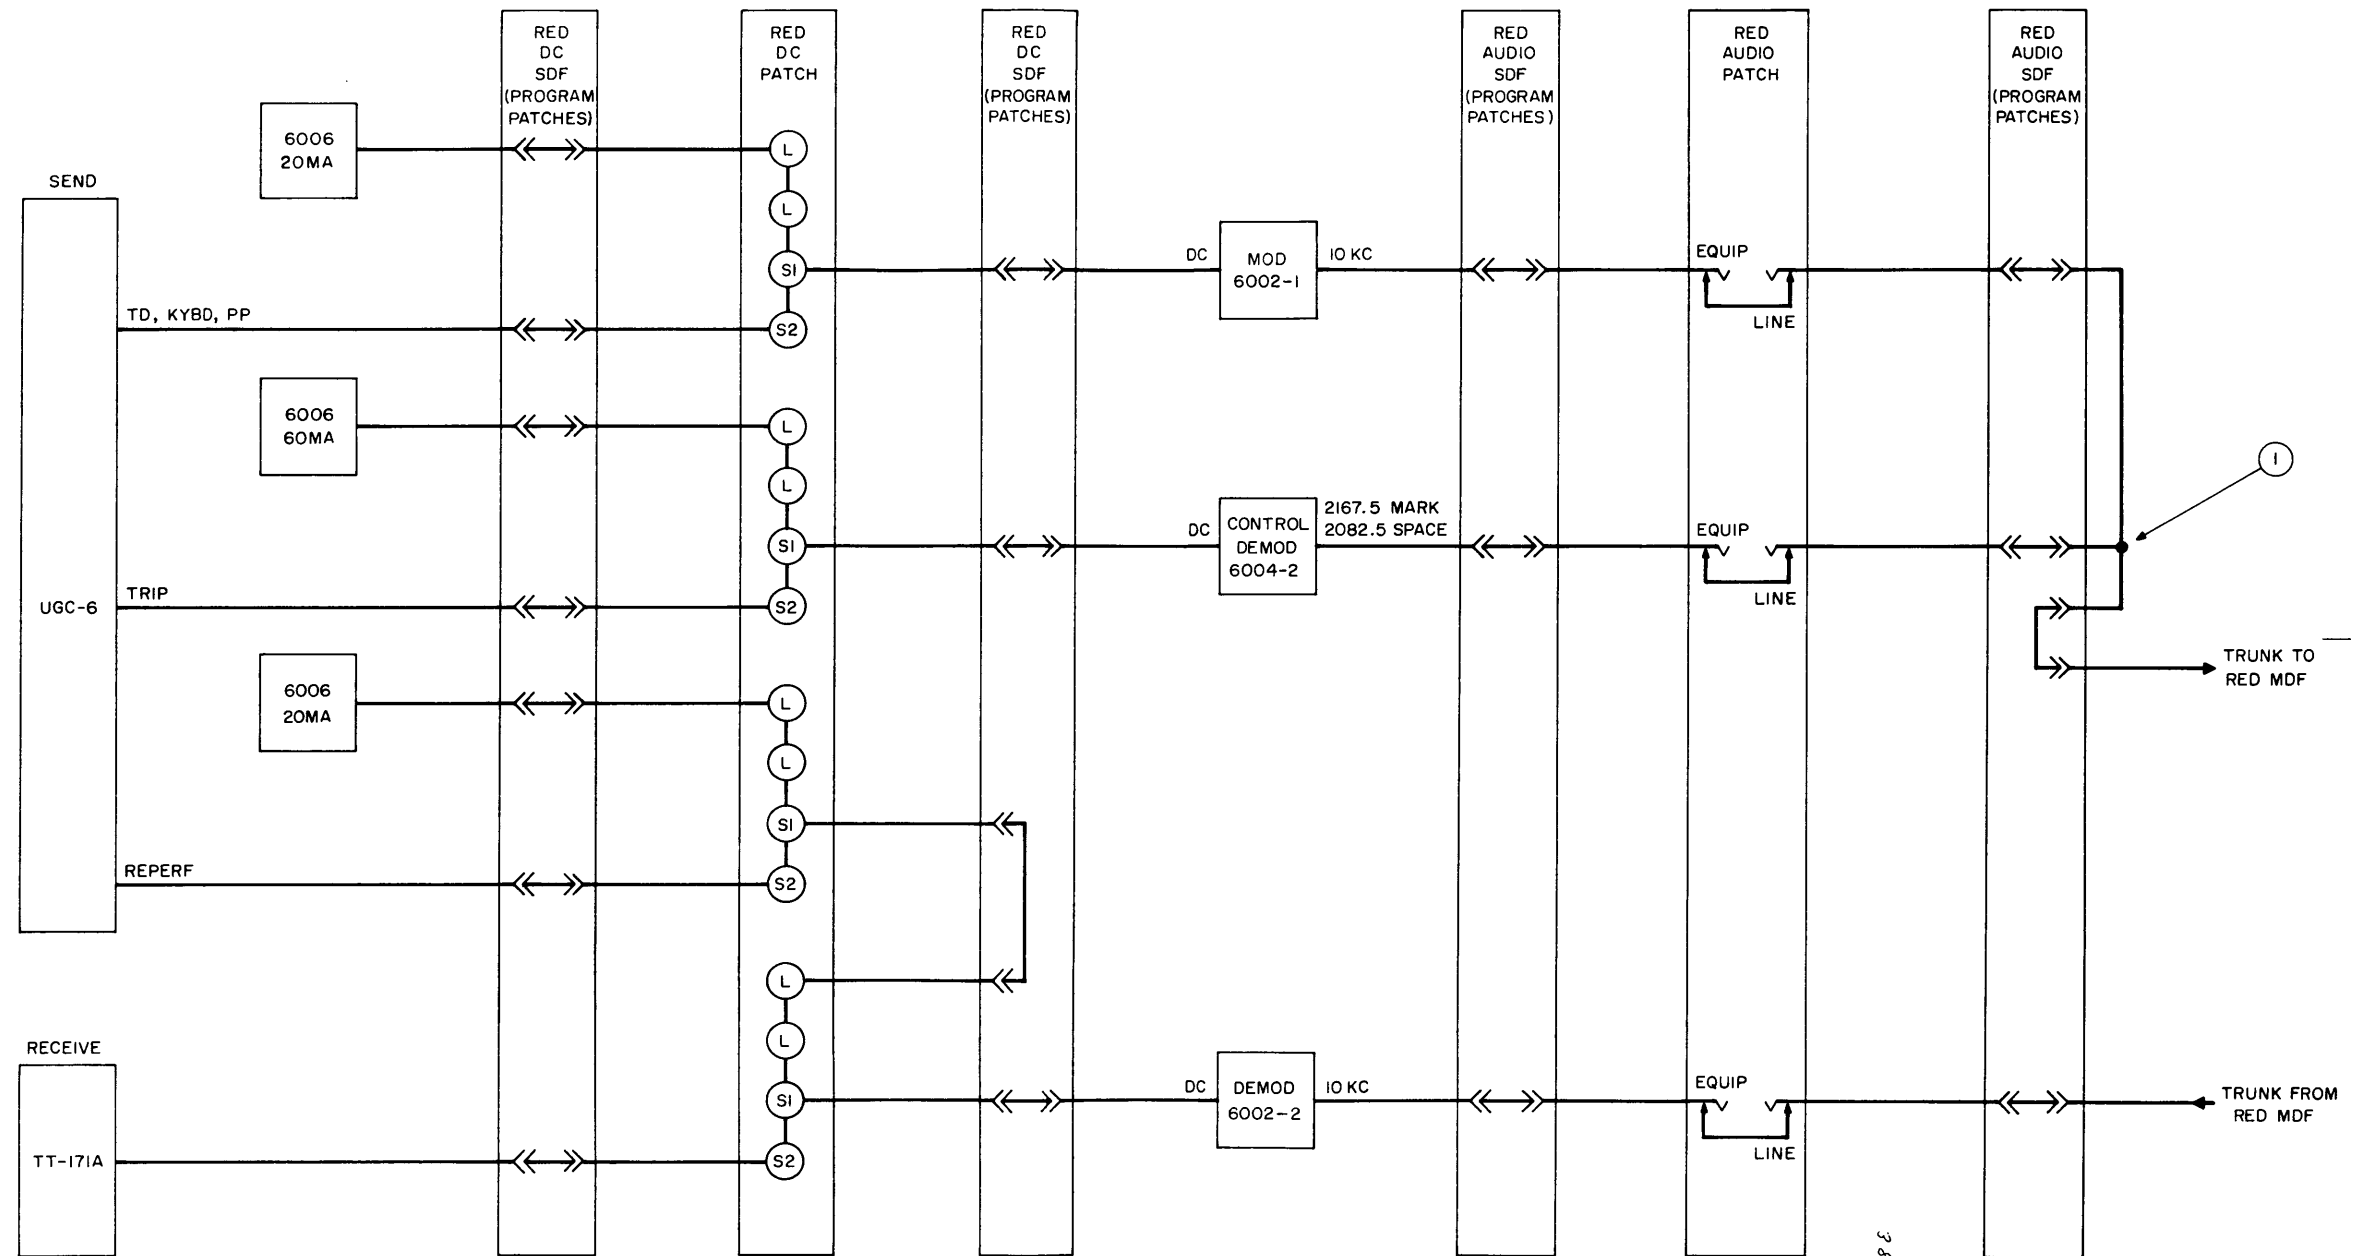 RED
DC
SDF
(PROGRAM
PATCHES)
RED
DC
PATCH
RED
DC
SDF
(PROGRAM
PATCHES)
RED
AUDIO
SDF
(PROGRAM
PATCHES)
RED
AUDIO
PATCH
RED
AUDIO
SDF
(PROGRAM
PATCHES)
6006
20MA
L
SEND
L
DC
MOD
6002-1
10 KC
EQUIP
S1
LINE
TD, KYBD, PP
S2
6006
60MA
L
1
L
DC
CONTROL
DEMOD
6004-2
2167.5 MARK
2082.5 SPACE
EQUIP
S1
LINE
UGC-6
TRIP
S2
TRUNK TO
RED MDF
6006
20MA
L
L
S1
REPERF
S2
L
L
RECEIVE
DC
DEMOD
6002-2
10 KC
EQUIP
S1
LINE
TRUNK FROM
RED MDF
TT-171A
S2